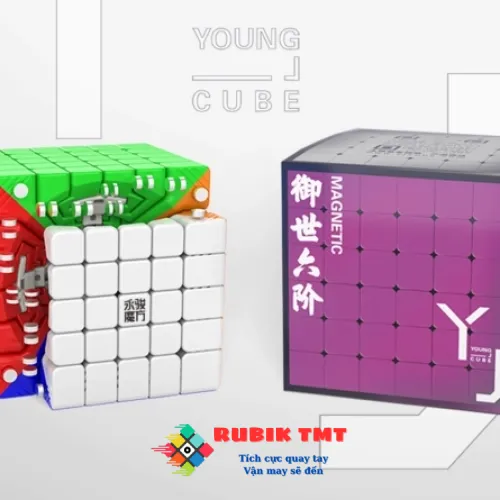 YOUNG
CUBE
御世六阶
MAGNETIC
永骏
魔方
YJ
YOUNG
CUBE
RUBIK TMT
Tích cực quay tay
Vận may sẽ đến